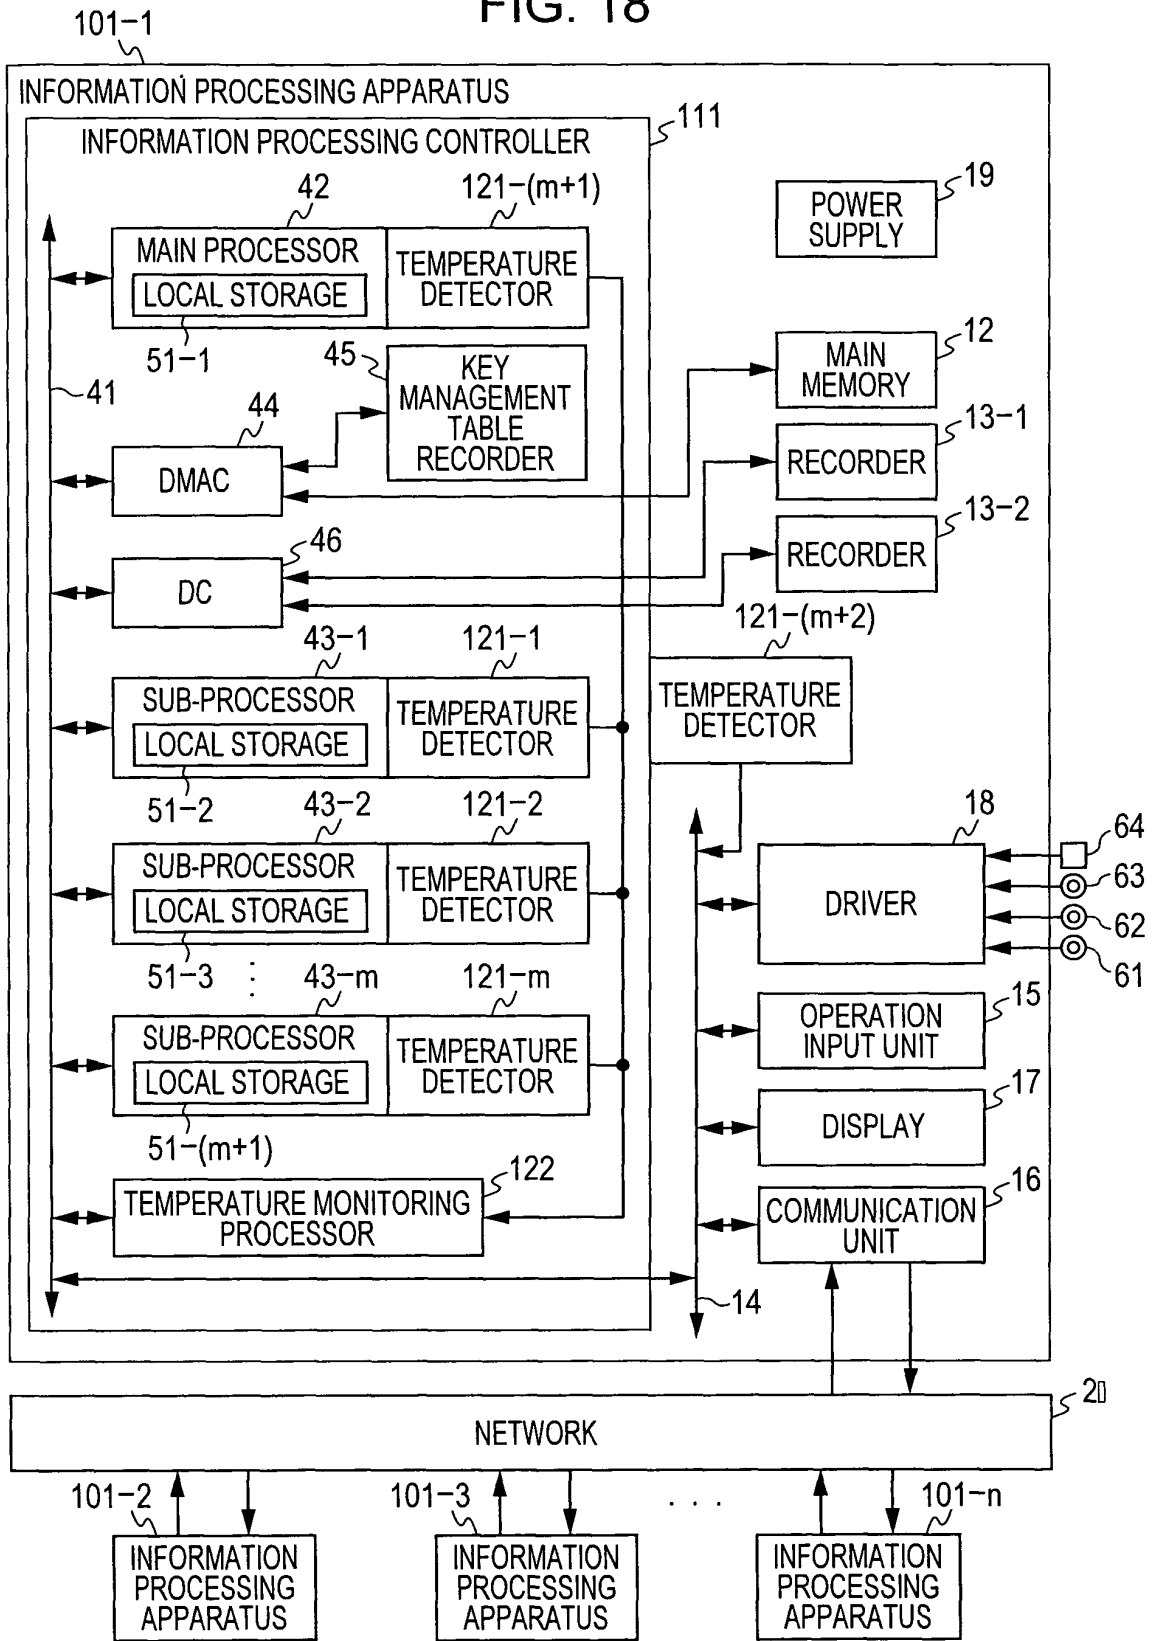 FIG. 18
101-1
INFORMATION PROCESSING APPARATUS
111
INFORMATION PROCESSING CONTROLLER
42
121-(m+1)
MAIN PROCESSOR
LOCAL STORAGE
TEMPERATURE
DETECTOR
51-1
41
45
KEY
MANAGEMENT
TABLE
RECORDER
44
DMAC
46
DC
19
POWER
SUPPLY
12
MAIN
MEMORY
13-1
RECORDER
13-2
RECORDER
121-(m+2)
TEMPERATURE
DETECTOR
43-1
121-1
SUB-PROCESSOR
LOCAL STORAGE
TEMPERATURE
DETECTOR
51-2
43-2
121-2
SUB-PROCESSOR
LOCAL STORAGE
TEMPERATURE
DETECTOR
51-3
43-m
121-m
SUB-PROCESSOR
LOCAL STORAGE
TEMPERATURE
DETECTOR
51-(m+1)
122
TEMPERATURE MONITORING
PROCESSOR
18
DRIVER
64
63
62
61
15
OPERATION
INPUT UNIT
17
DISPLAY
16
COMMUNICATION
UNIT
14
NETWORK
101-2
INFORMATION
PROCESSING
APPARATUS
101-3
INFORMATION
PROCESSING
APPARATUS
. . .
101-n
INFORMATION
PROCESSING
APPARATUS